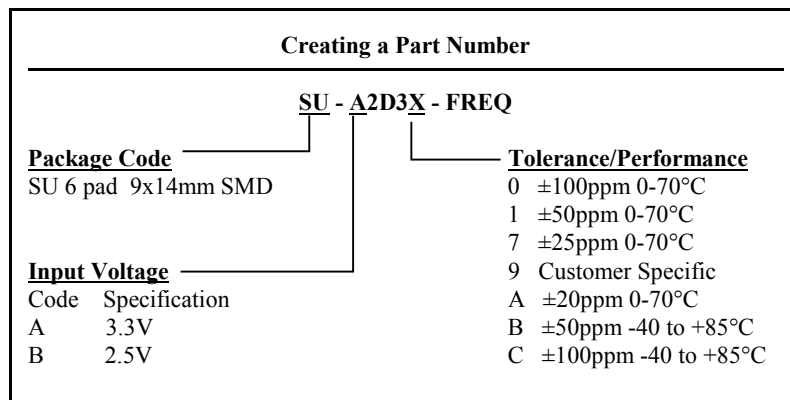 Creating a Part Number
SU - A2D3X - FREQ
Package Code
SU 6 pad 9x14mm SMD
Input Voltage
Code Specification
A 3.3V
B 2.5V
Tolerance/Performance
0 ±100ppm 0-70°C
1 ±50ppm 0-70°C
7 ±25ppm 0-70°C
9 Customer Specific
A ±20ppm 0-70°C
B ±50ppm -40 to +85°C
C ±100ppm -40 to +85°C